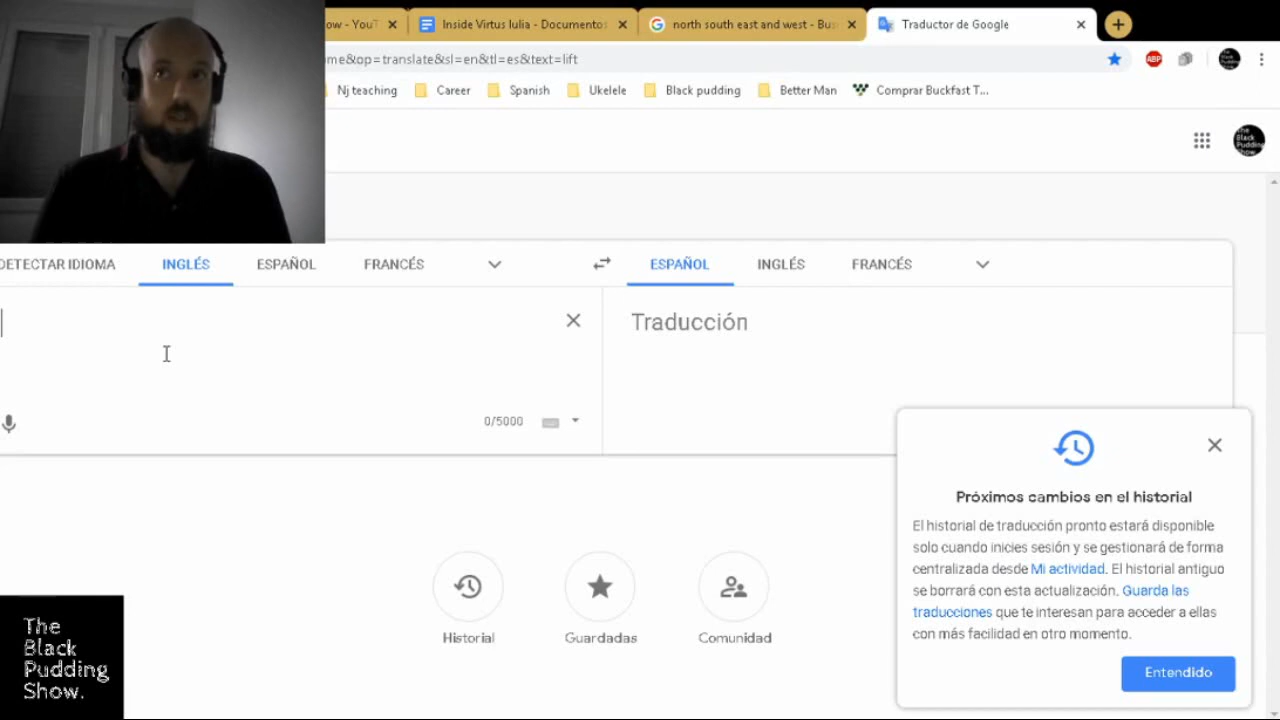 ow - YouT
Inside Virtus Iulia - Documentos
north south east and west - Bus
Traductor de Google
me&op=translate&sl=en&tl=es&text=lift
ABP
Nj teaching
Career
Spanish
Ukelele
Black pudding
Better Man
Comprar Buckfast T...
The
Black
Pudding
Show.
DETECTAR IDIOMA
INGLÉS
ESPAÑOL
FRANCÉS
ESPAÑOL
INGLÉS
FRANCÉS
Traducción
0/5000
Próximos cambios en el historial
El historial de traducción pronto estará disponible
solo cuando inicies sesión y se gestionará de forma
centralizada desde Mi actividad. El historial antiguo
se borrará con esta actualización. Guarda las
traducciones que te interesan para acceder a ellas
con más facilidad en otro momento.
Entendido
Historial
Guardadas
Comunidad
The
Black
Pudding
Show.